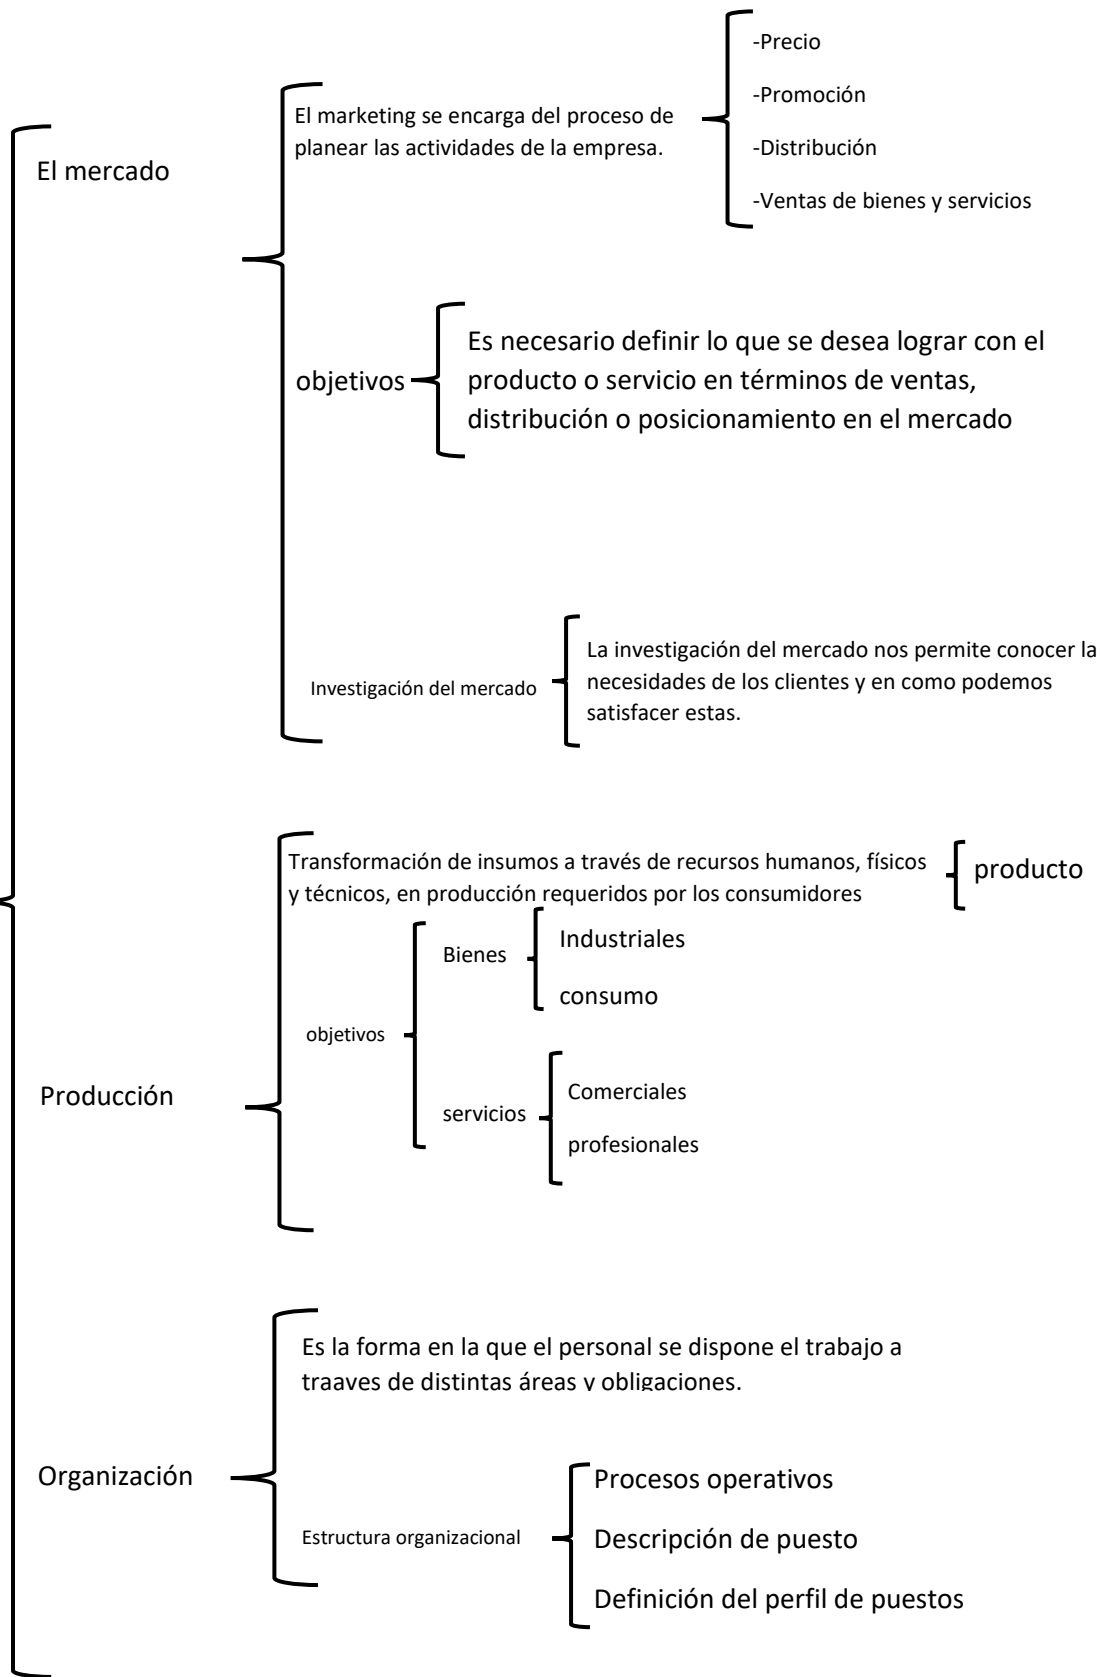 El mercado
El marketing se encarga del proceso de
planear las actividades de la empresa.
-Precio
-Promoción
-Distribución
-Ventas de bienes y servicios
objetivos
Es necesario definir lo que se desea lograr con el
producto o servicio en términos de ventas,
distribución o posicionamiento en el mercado
Investigación del mercado
La investigación del mercado nos permite conocer la
necesidades de los clientes y en como podemos
satisfacer estas.
Producción
Transformación de insumos a través de recursos humanos, físicos
y técnicos, en producción requeridos por los consumidores
producto
objetivos
Bienes
Industriales
consumo
servicios
Comerciales
profesionales
Organización
Es la forma en la que el personal se dispone el trabajo a
traaves de distintas áreas y obligaciones.
Estructura organizacional
Procesos operativos
Descripción de puesto
Definición del perfil de puestos